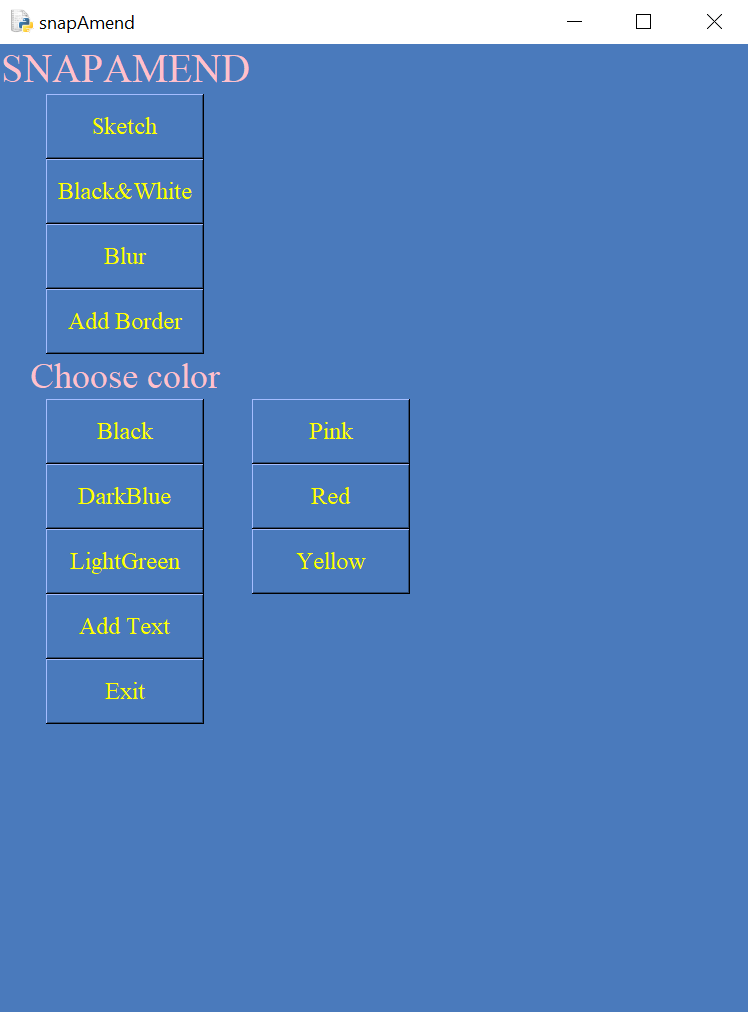 snapAmend
SNAPAMEND
Sketch
Black&White
Blur
Add Border
Choose color
Black Pink
DarkBlue Red
LightGreen Yellow
Add Text
Exit